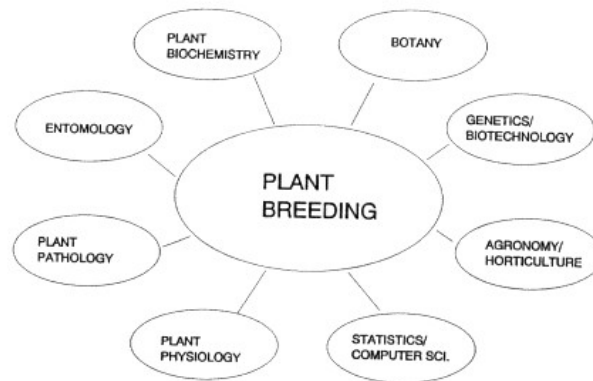 PLANT
BIOCHEMISTRY
BOTANY
ENTOMOLOGY
GENETICS/
BIOTECHNOLOGY
PLANT
BREEDING
PLANT
PATHOLOGY
AGRONOMY/
HORTICULTURE
PLANT
PHYSIOLOGY
STATISTICS/
COMPUTER SCI.